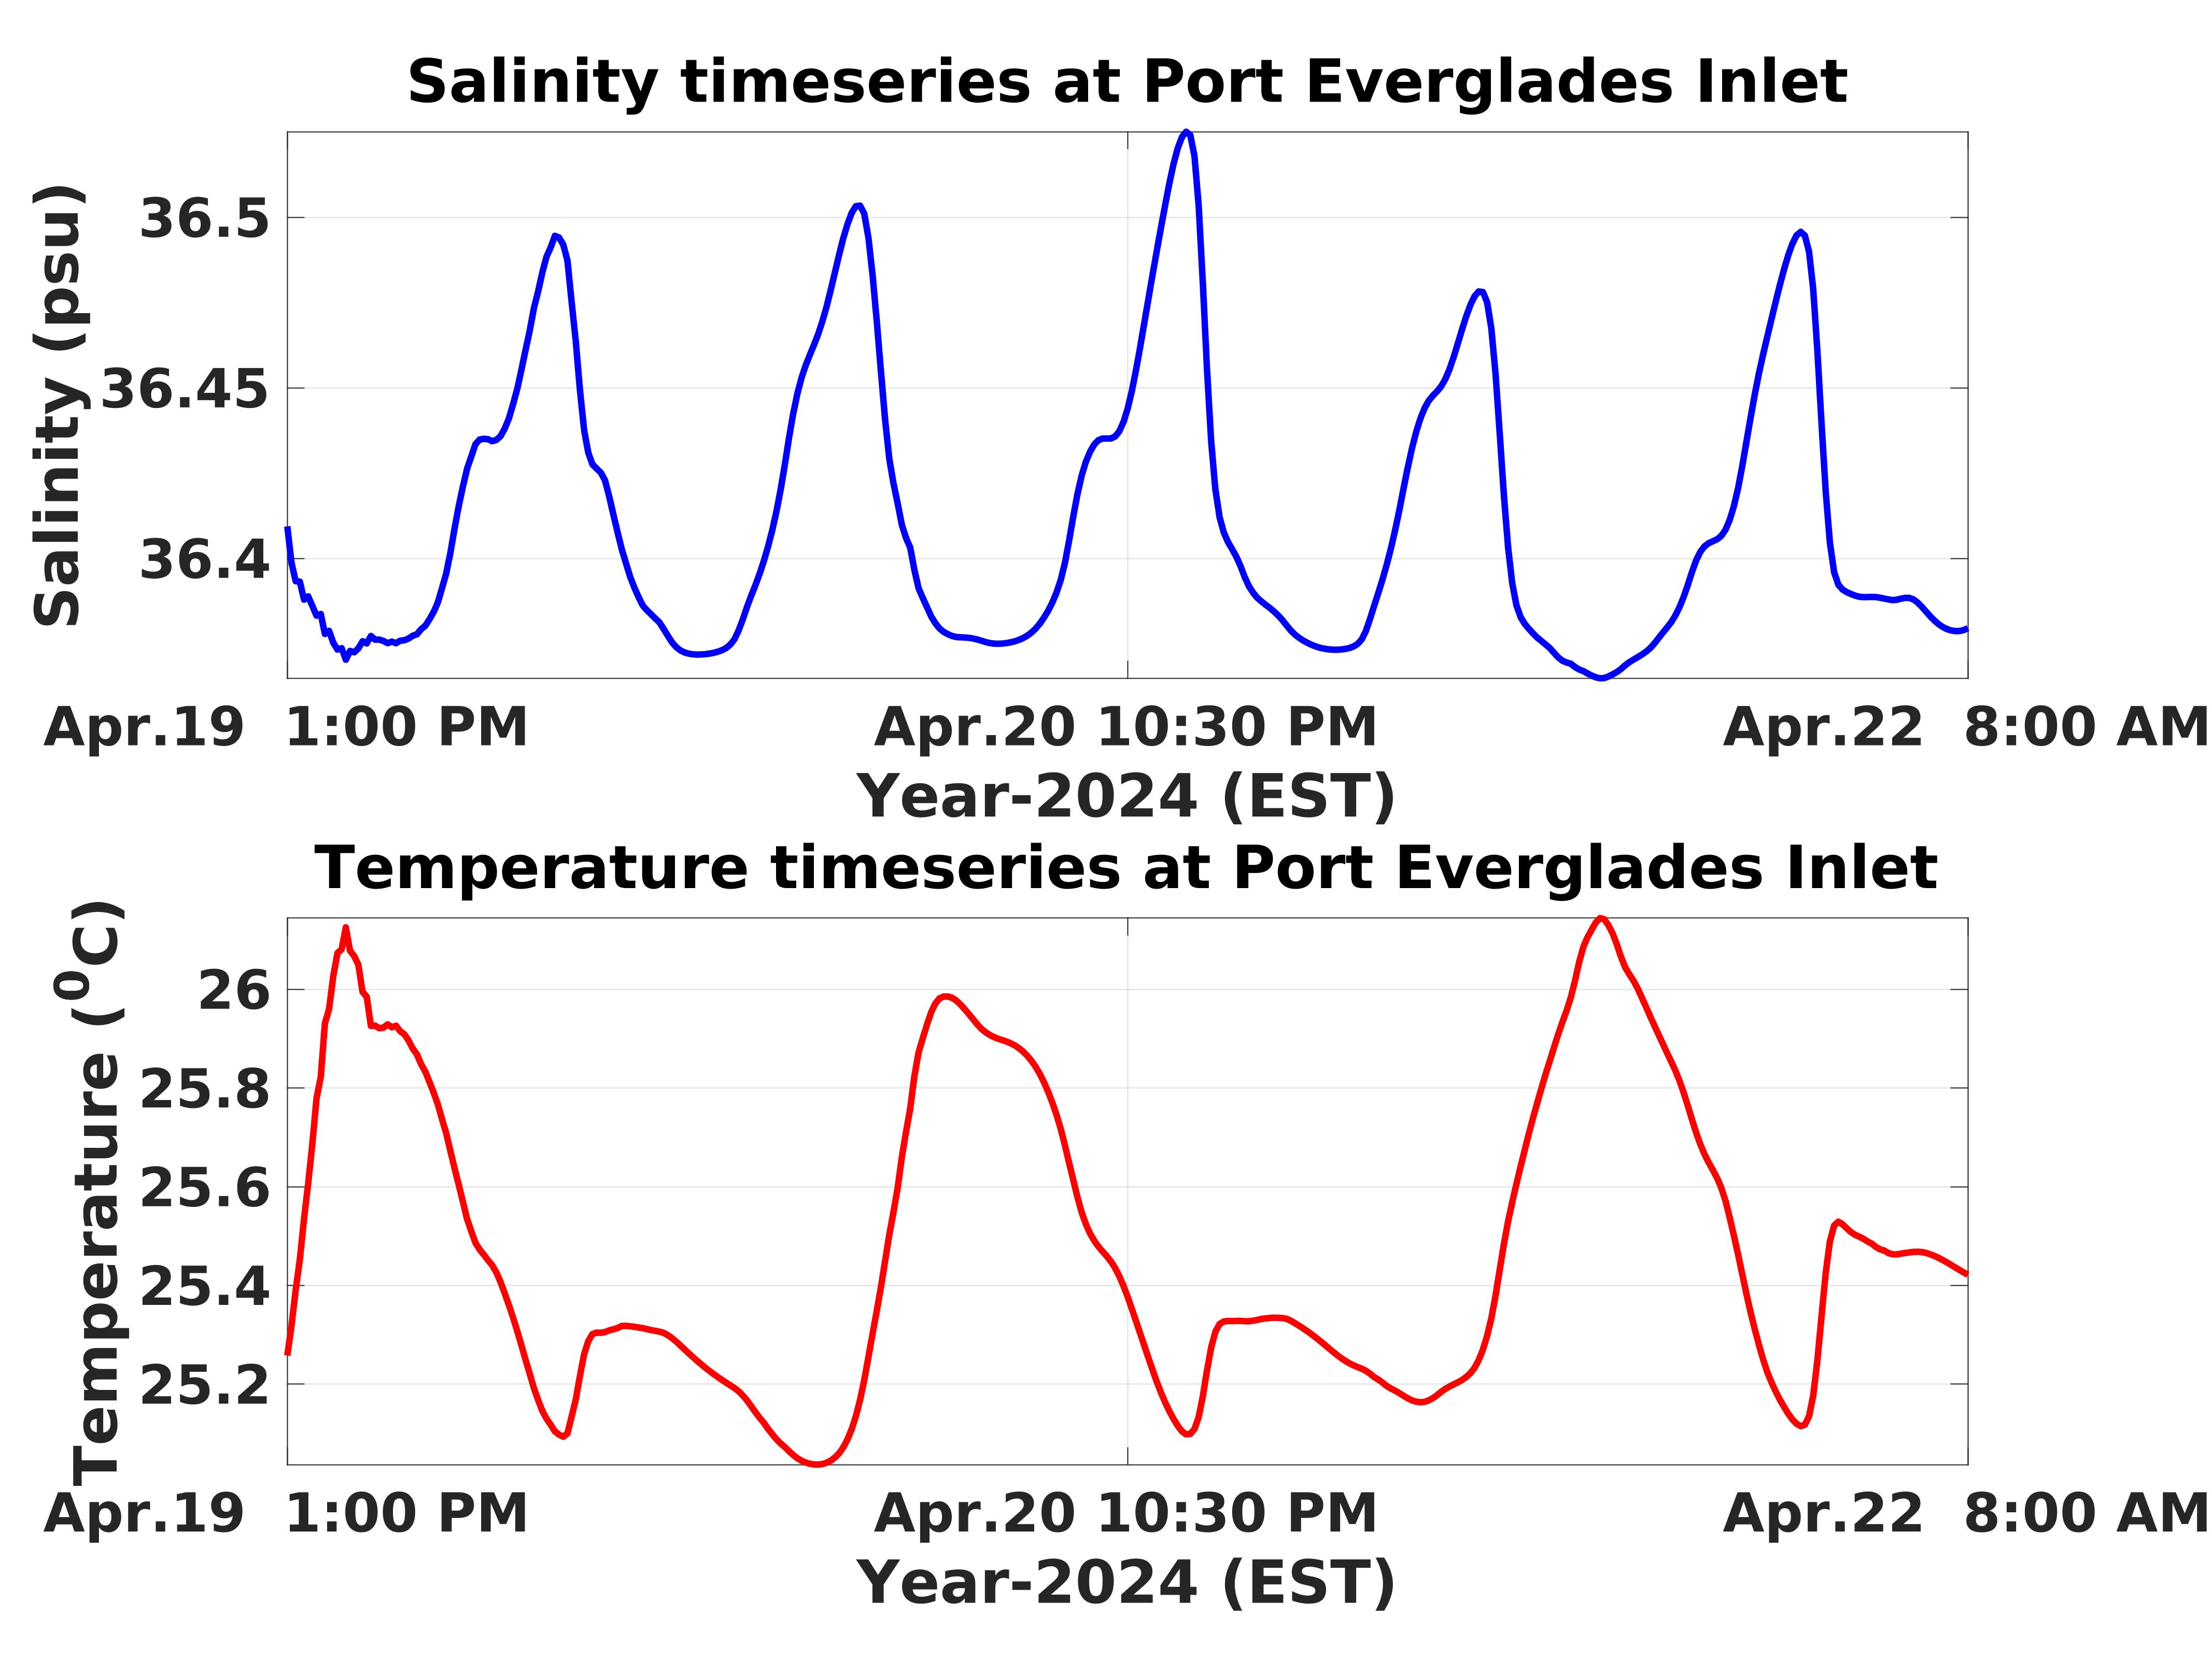 Salinity timeseries at Port Everglades Inlet
Salinity (psu)
36.5
36.45
36.4
Apr.19  1:00 PM
Apr.20 10:30 PM
Apr.22  8:00 AM
Year-2024 (EST)
Temperature timeseries at Port Everglades Inlet
Temperature (⁰C)
26
25.8
25.6
25.4
25.2
Apr.19  1:00 PM
Apr.20 10:30 PM
Apr.22  8:00 AM
Year-2024 (EST)